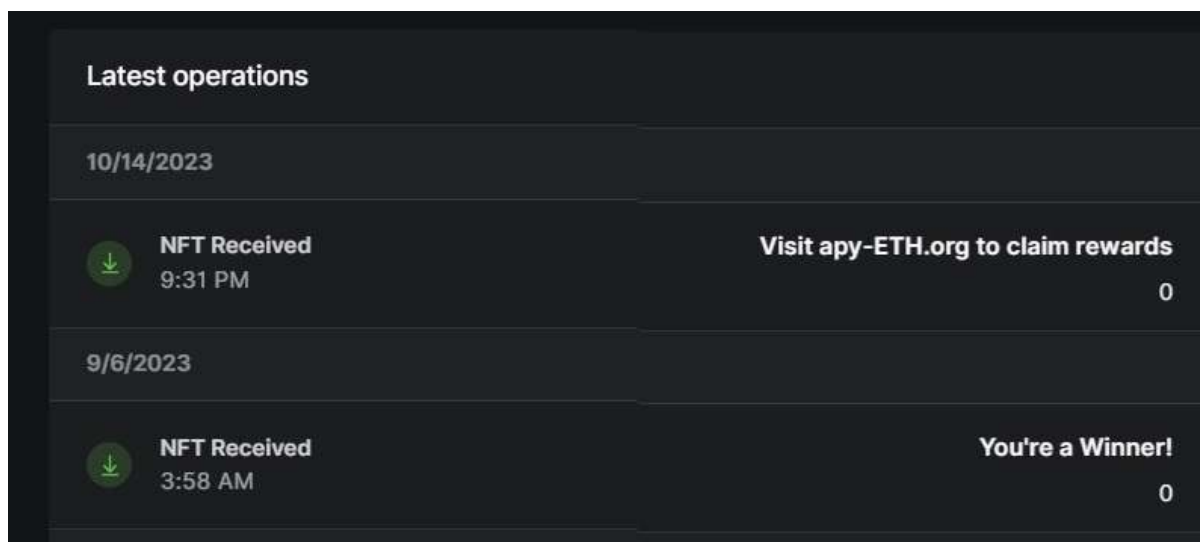 Latest operations
10/14/2023
NFT Received
Visit apy-ETH.org to claim rewards
9:31 PM
0
9/6/2023
NFT Received
You're a Winner!
3:58 AM
0